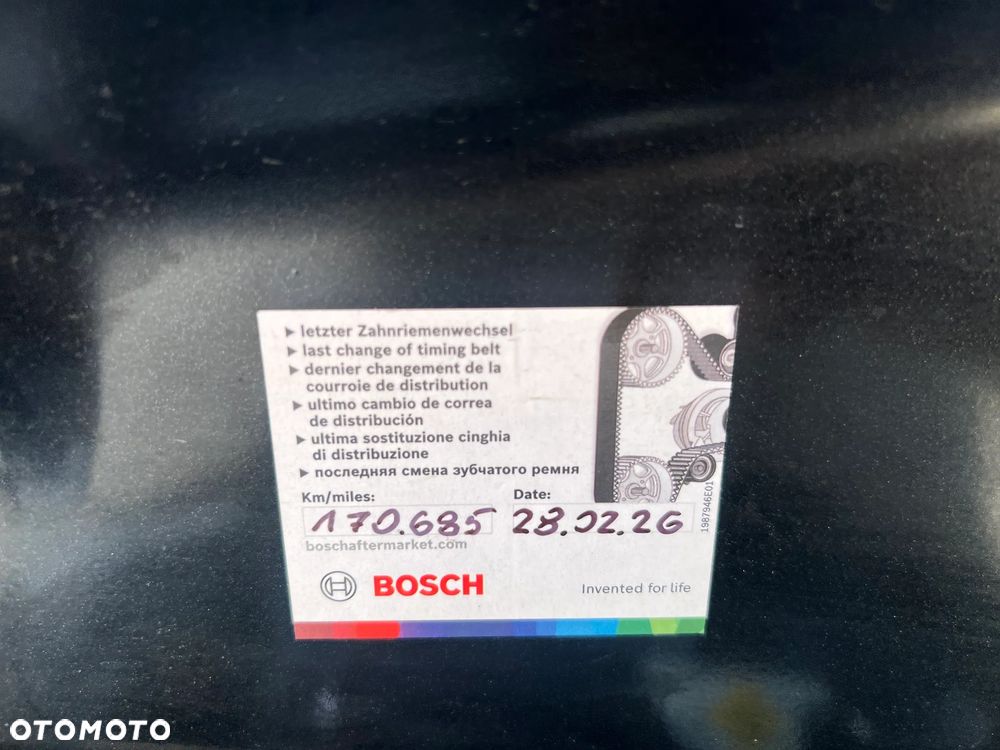 ▶ letzter Zahnriemenwechsel
▶ last change of timing belt
▶ dernier changement de la
courroie de distribution
▶ ultimo cambio de correa
de distribución
▶ ultima sostituzione cinghia
di distribuzione
▶ последняя смена зубчатого ремня
Km/miles: Date:
170.685 28.02.26
boschaftermarket.com
BOSCH Invented for life
1987946E01
OTOMOTO